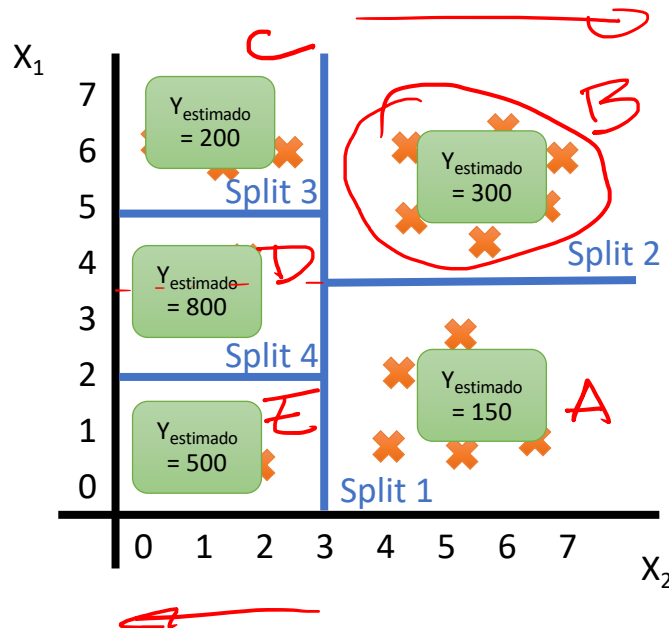 C
X1
7
6
5
4
3
2
1
0
Yestimado
= 200
Split 3
B
Yestimado
= 300
Split 2
D
Yestimado
= 800
Split 4
E
Yestimado
= 500
Yestimado
= 150
A
Split 1
0 1 2 3 4 5 6 7
X2